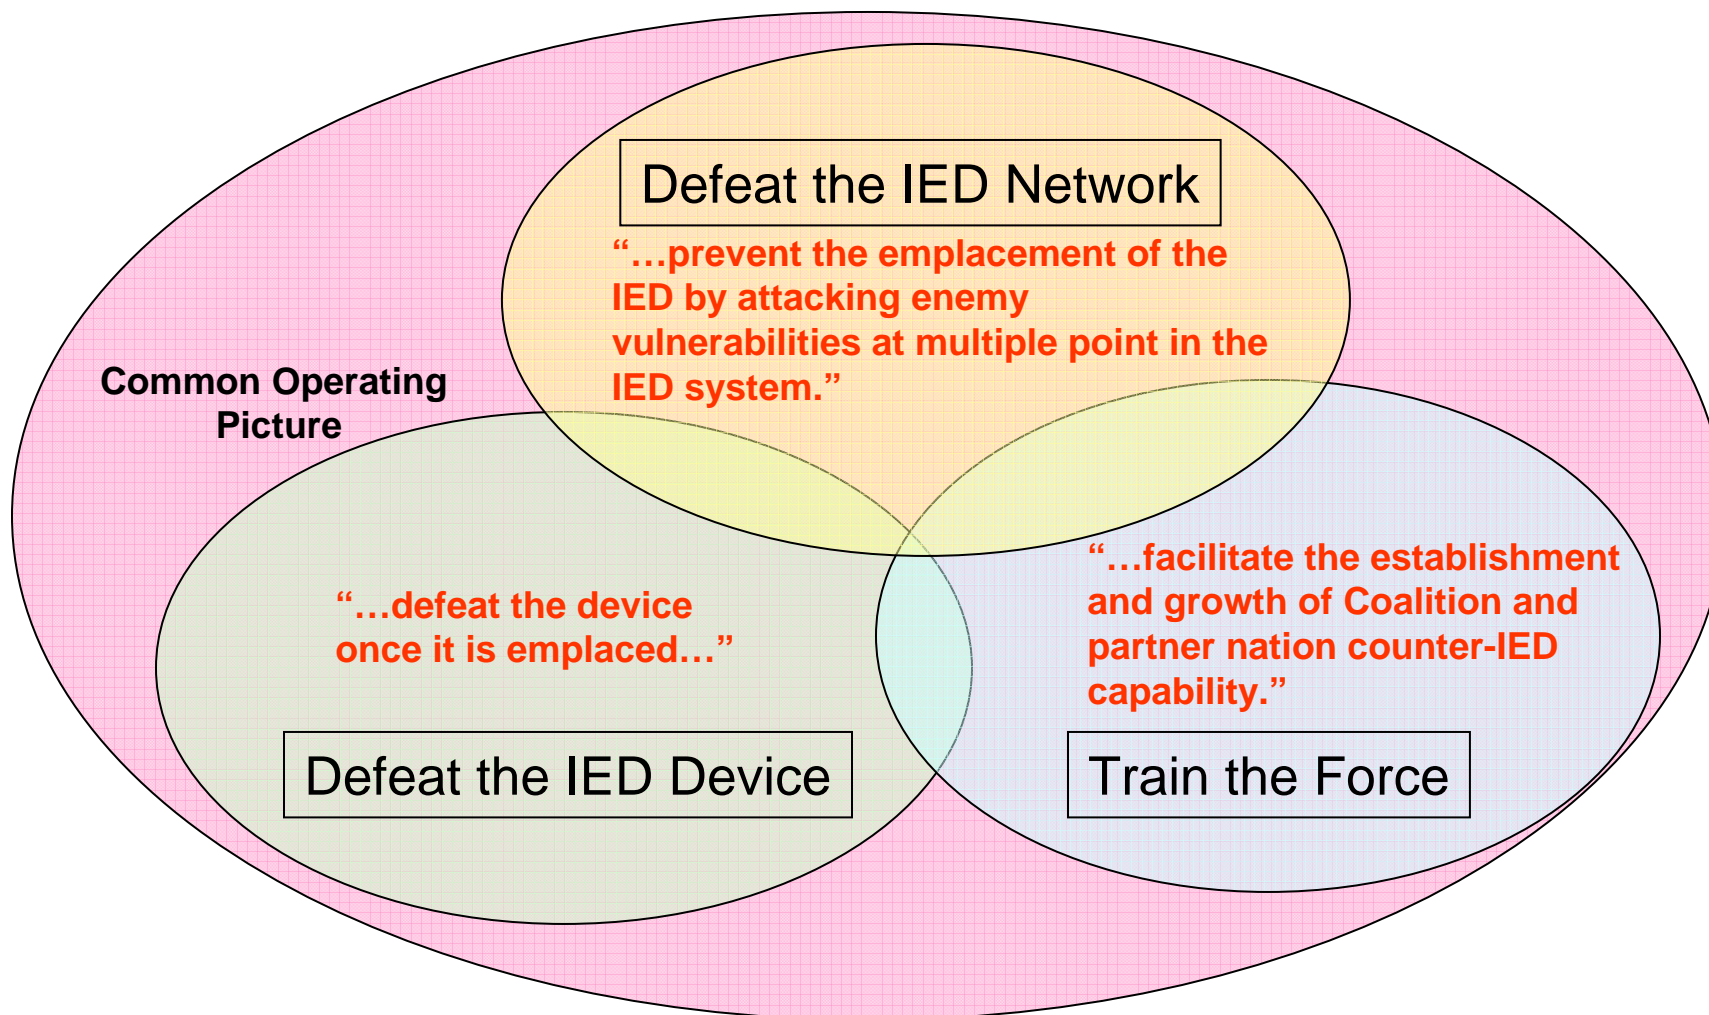 Defeat the IED Network
“…prevent the emplacement of the
IED by attacking enemy
vulnerabilities at multiple point in the
IED system.”
Common Operating
Picture
“…defeat the device
once it is emplaced…”
Defeat the IED Device
“…facilitate the establishment
and growth of Coalition and
partner nation counter-IED
capability.”
Train the Force